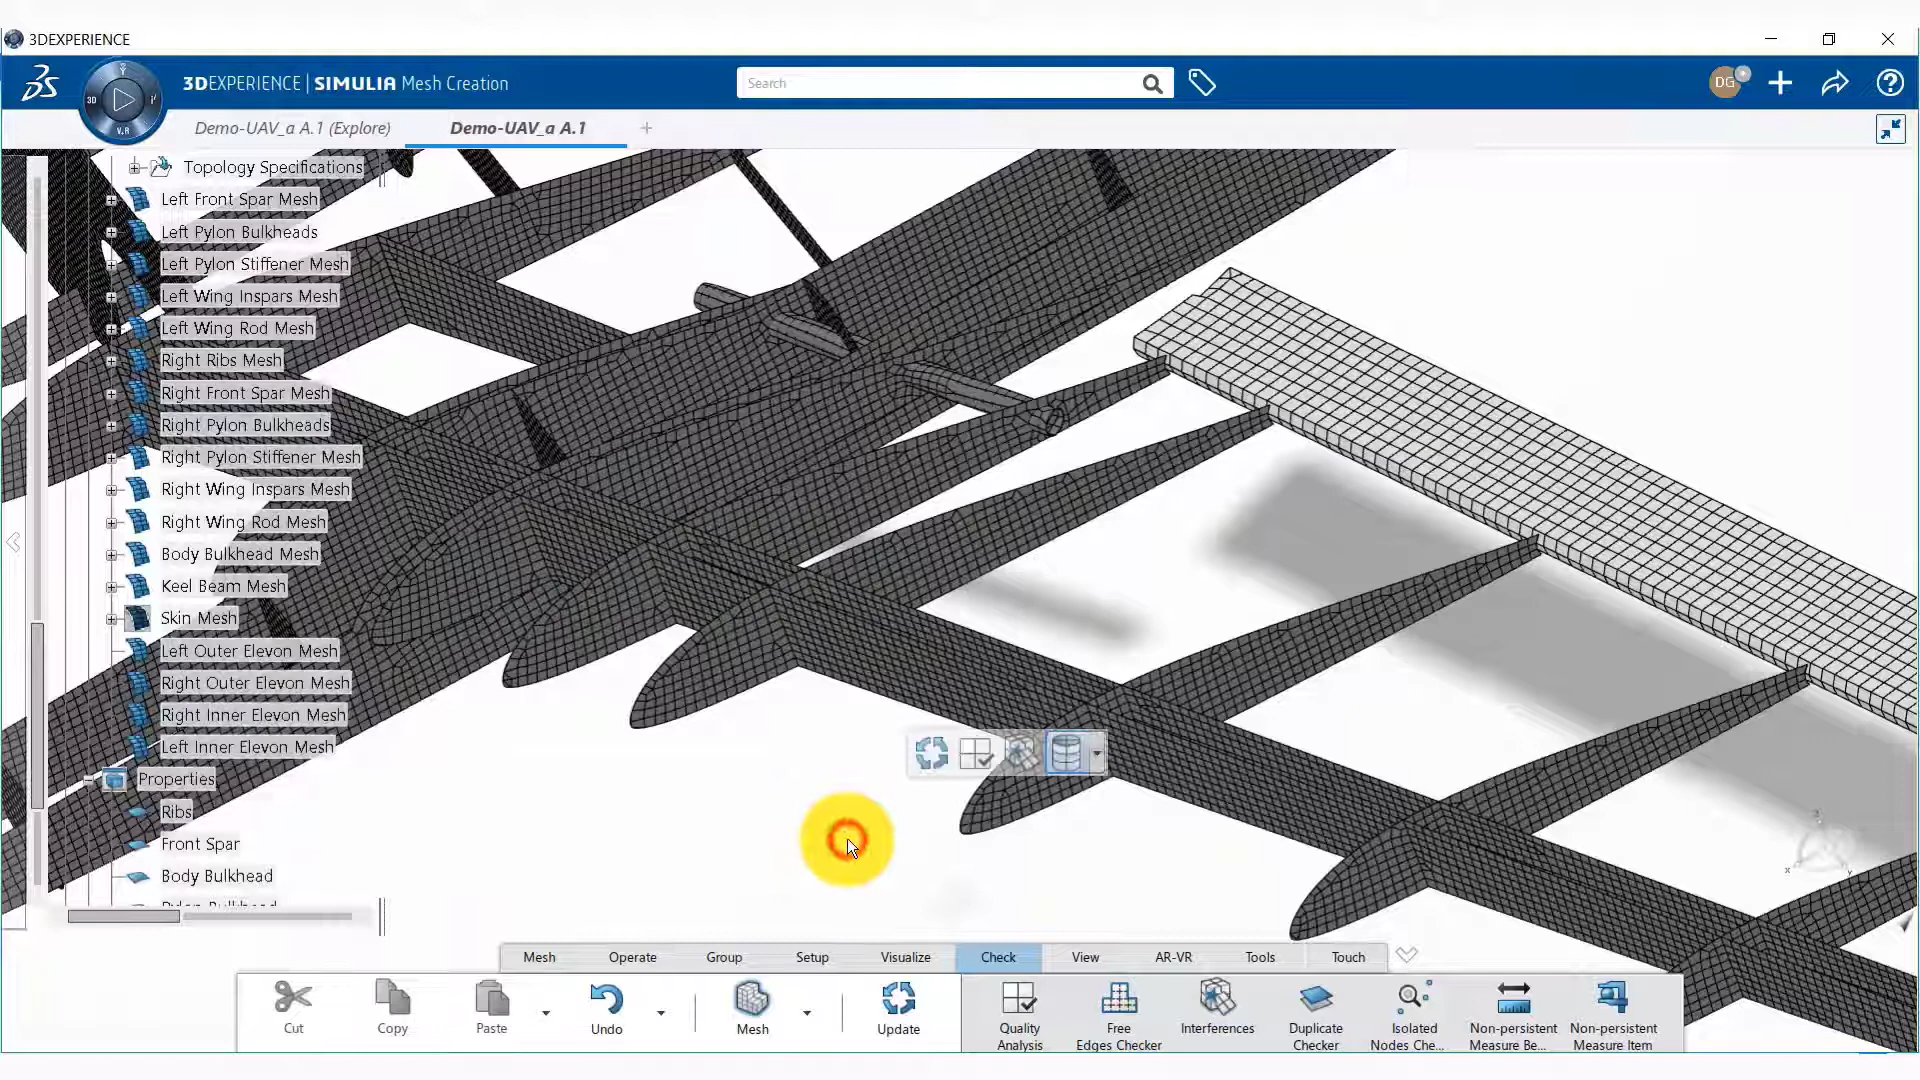 3DEXPERIENCE
3DEXPERIENCE | SIMULIA Mesh Creation
Search
DG
3D
V.R
Demo-UAV_a A.1 (Explore)
Demo-UAV_a A.1
Topology Specifications
Left Front Spar Mesh
Left Pylon Bulkheads
Left Pylon Stiffener Mesh
Left Wing Inspars Mesh
Left Wing Rod Mesh
Right Ribs Mesh
Right Front Spar Mesh
Right Pylon Bulkheads
Right Pylon Stiffener Mesh
Right Wing Inspars Mesh
Right Wing Rod Mesh
Body Bulkhead Mesh
Keel Beam Mesh
Skin Mesh
Left Outer Elevon Mesh
Right Outer Elevon Mesh
Right Inner Elevon Mesh
Left Inner Elevon Mesh
Properties
Ribs
Front Spar
Body Bulkhead
Mesh Operate Group Setup Visualize Check View AR-VR Tools Touch
Cut Copy Paste Undo Mesh Update
Quality Analysis
Free Edges Checker
Interferences
Duplicate Checker
Isolated Nodes Che...
Non-persistent Measure Be...
Non-persistent Measure Item